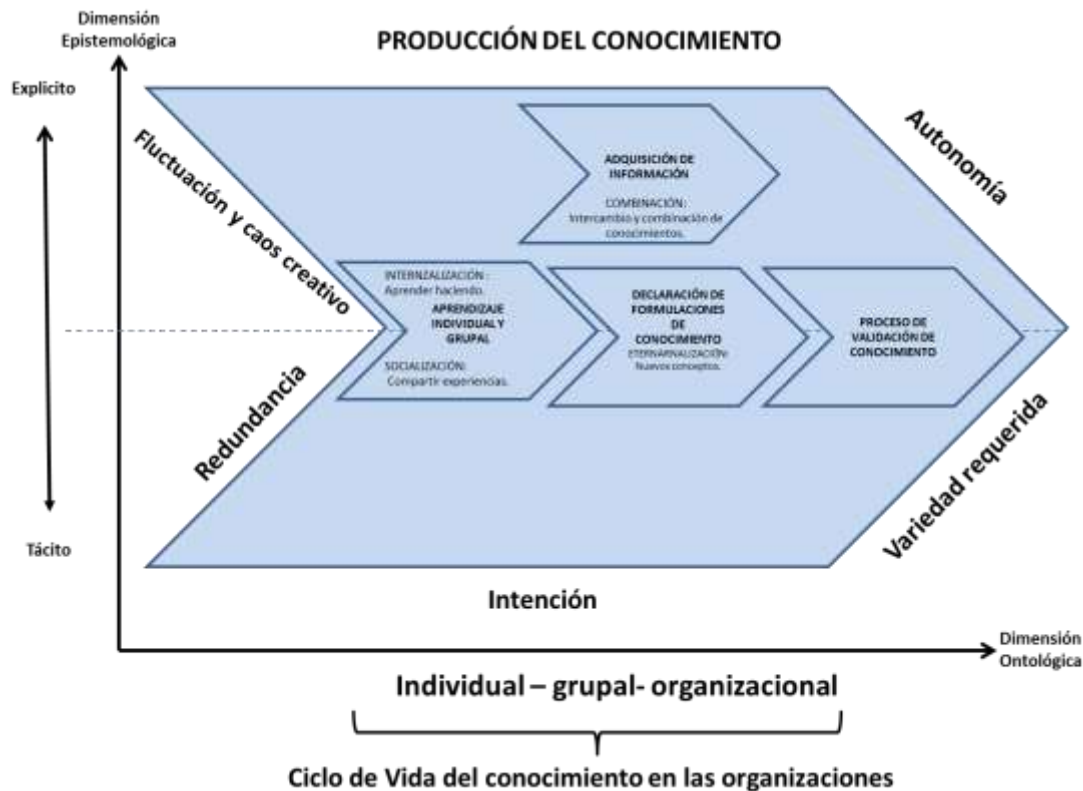 Dimensión
Epistemológica
PRODUCCIÓN DEL CONOCIMIENTO
Explicito
Fluctuación y caos creativo
Autonomía
ADQUISICIÓN DE
INFORMACIÓN
COMBINACIÓN:
Intercambio y combinación de
conocimientos.
INTERNZALIZACIÓN :
Aprender haciendo.
APRENDIZAJE
INDIVIDUAL Y
GRUPAL
SOCIALIZACIÓN:
Compartir experiencias.
DECLARACIÓN DE
FORMULACIONES
DE
CONOCIMIENTO
ETERNARNALIZACIÓN:
Nuevos conceptos.
PROCESO DE
VALIDACIÓN DE
CONOCIMIENTO
Redundancia
Variedad requerida
Tácito
Intención
Dimensión
Ontológica
Individual – grupal- organizacional
Ciclo de Vida del conocimiento en las organizaciones